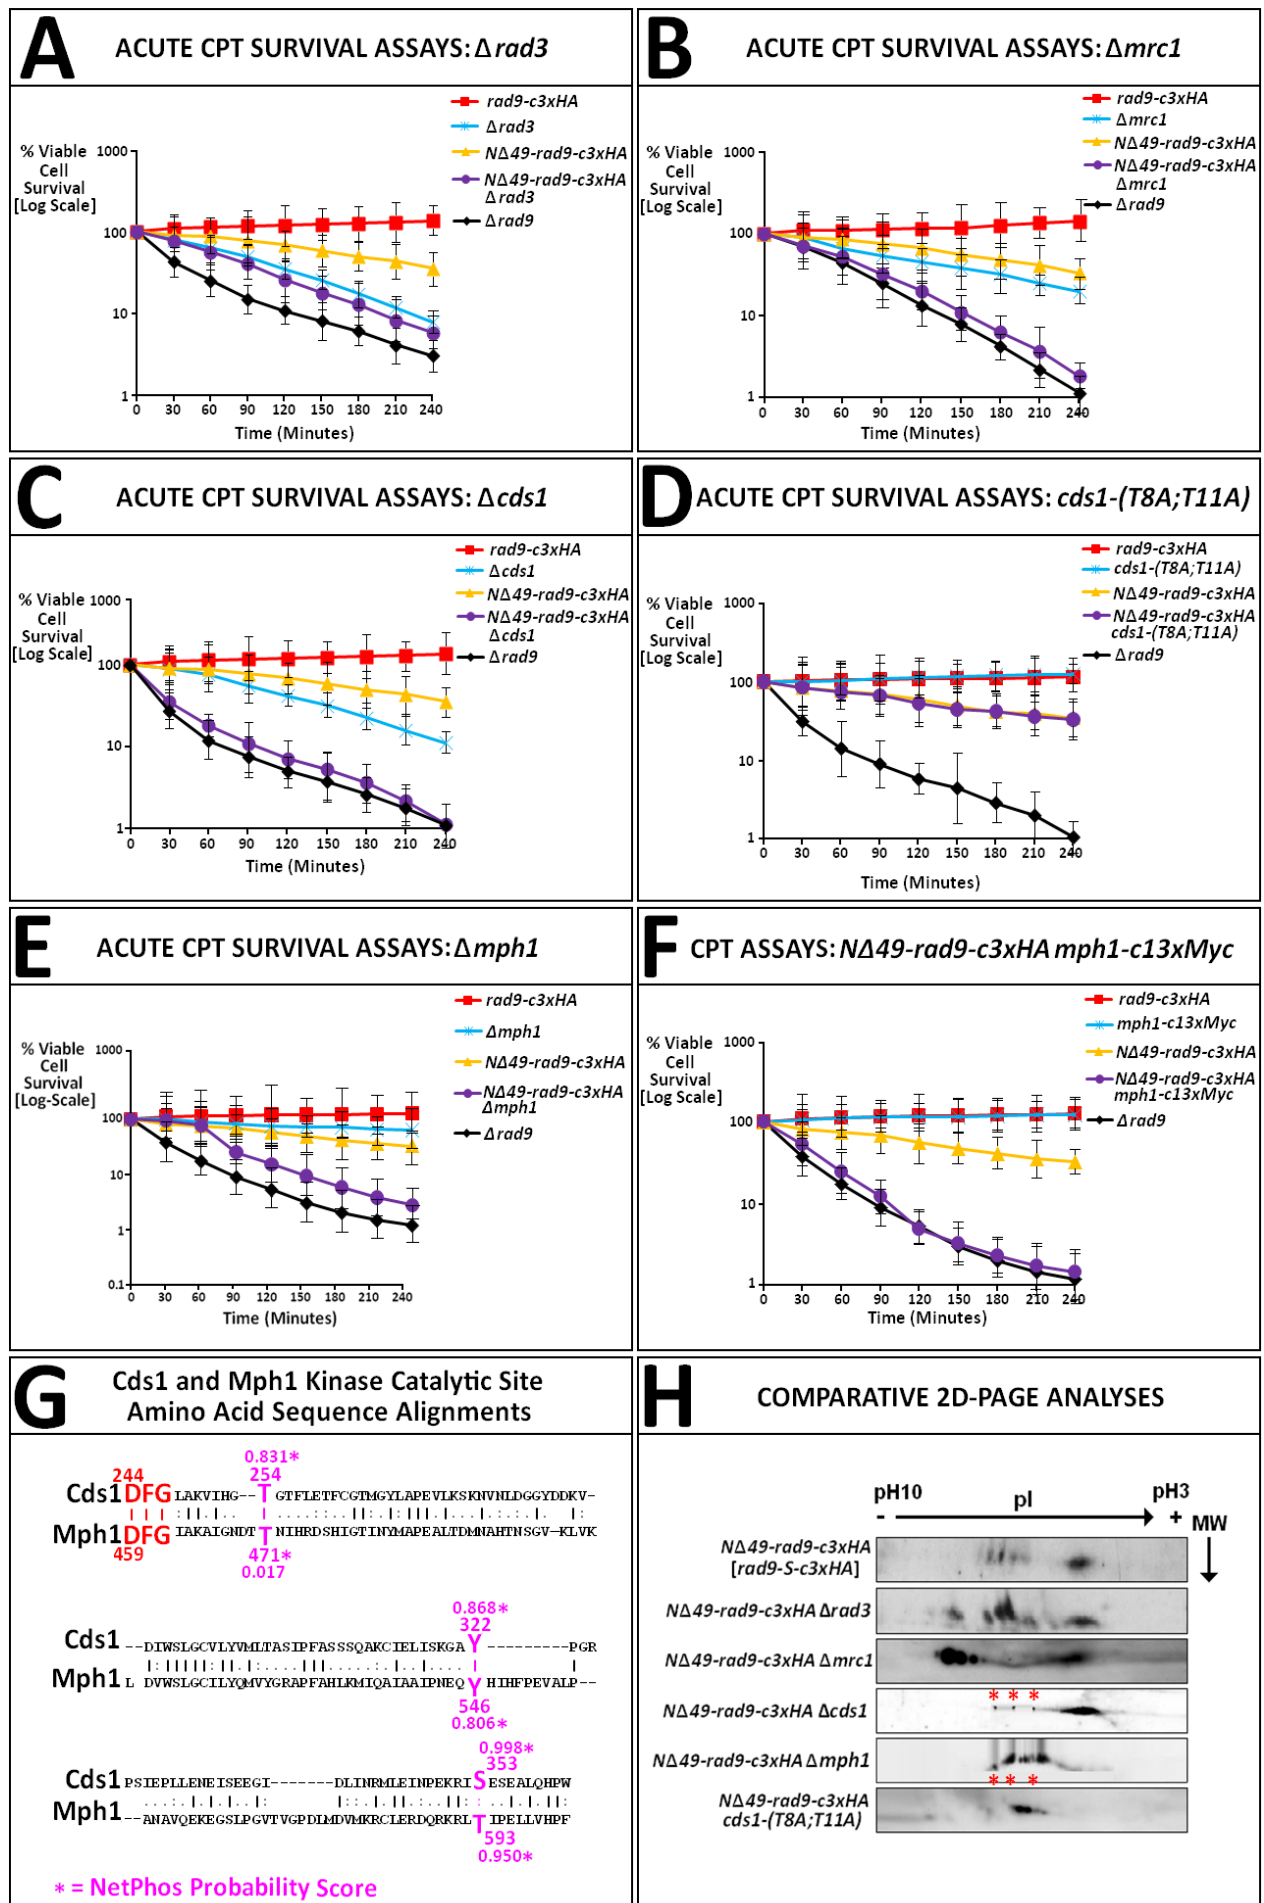 A ACUTE CPT SURVIVAL ASSAYS: Δrad3
rad9-c3xHA
Δrad3
NΔ49-rad9-c3xHA
NΔ49-rad9-c3xHA
Δrad3
Δrad9
% Viable
Cell
Survival
[Log Scale]
1000
100
10
1
0 30 60 90 120 150 180 210 240
Time (Minutes)
B ACUTE CPT SURVIVAL ASSAYS: Δmrc1
rad9-c3xHA
Δmrc1
NΔ49-rad9-c3xHA
NΔ49-rad9-c3xHA
Δmrc1
Δrad9
% Viable
Cell
Survival
[Log Scale]
1000
100
10
1
0 30 60 90 120 150 180 210 240
Time (Minutes)
C ACUTE CPT SURVIVAL ASSAYS: Δcds1
rad9-c3xHA
Δcds1
NΔ49-rad9-c3xHA
NΔ49-rad9-c3xHA
Δcds1
Δrad9
% Viable
Cell
Survival
[Log Scale]
1000
100
10
1
0 30 60 90 120 150 180 210 240
Time (Minutes)
D ACUTE CPT SURVIVAL ASSAYS: cds1-(T8A;T11A)
rad9-c3xHA
cds1-(T8A;T11A)
NΔ49-rad9-c3xHA
NΔ49-rad9-c3xHA
cds1-(T8A;T11A)
Δrad9
% Viable
Cell
Survival
[Log Scale]
1000
100
10
1
0 30 60 90 120 150 180 210 240
Time (Minutes)
E ACUTE CPT SURVIVAL ASSAYS: Δmph1
rad9-c3xHA
Δmph1
NΔ49-rad9-c3xHA
NΔ49-rad9-c3xHA
Δmph1
Δrad9
% Viable
Cell
Survival
[Log-Scale]
1000
100
10
1
0.1
0 30 60 90 120 150 180 210 240
Time (Minutes)
F CPT ASSAYS: NΔ49-rad9-c3xHA mph1-c13xMyc
rad9-c3xHA
mph1-c13xMyc
NΔ49-rad9-c3xHA
NΔ49-rad9-c3xHA
mph1-c13xMyc
Δrad9
% Viable
Cell
Survival
[Log Scale]
1000
100
10
1
0 30 60 90 120 150 180 210 240
Time (Minutes)
G Cds1 and Mph1 Kinase Catalytic Site
Amino Acid Sequence Alignments
0.831*
244 254
Cds1 DFG LAKVIHG-- T GTFLETFCGTMGYLAPEVLKSKNVNLDGGYDDKV-
Mph1 DFG IAKAIGNDT T NIHRDSHIGTINYMAPEALTDMNAHTNSGV-KLVK
459 471*
0.017
0.868*
322
Cds1 --DIWSLGCVLYVMLTASIPFASSSQAKCIELISKGA Y ---------PGR
Mph1 L DVWSLGCILYQMVYGRAPFAHLKMIQAIAAIPNEQ Y HIHFPEVALP--
546
0.806*
0.998*
353
Cds1 PSIEPLLENEISEEGI-------DLINRMLEINPEKRI S ESEALQHPW
Mph1 --ANAVQEKEGSLPGVTVGPDLMDVMKRCLERDQRKRL T IPELLVHPF
593
0.950*
* = NetPhos Probability Score
H COMPARATIVE 2D-PAGE ANALYSES
pH10 pI pH3
- +
MW
NΔ49-rad9-c3xHA
[rad9-S-c3xHA]
NΔ49-rad9-c3xHA Δrad3
NΔ49-rad9-c3xHA Δmrc1
* * *
NΔ49-rad9-c3xHA Δcds1
NΔ49-rad9-c3xHA Δmph1
* * *
NΔ49-rad9-c3xHA
cds1-(T8A;T11A)